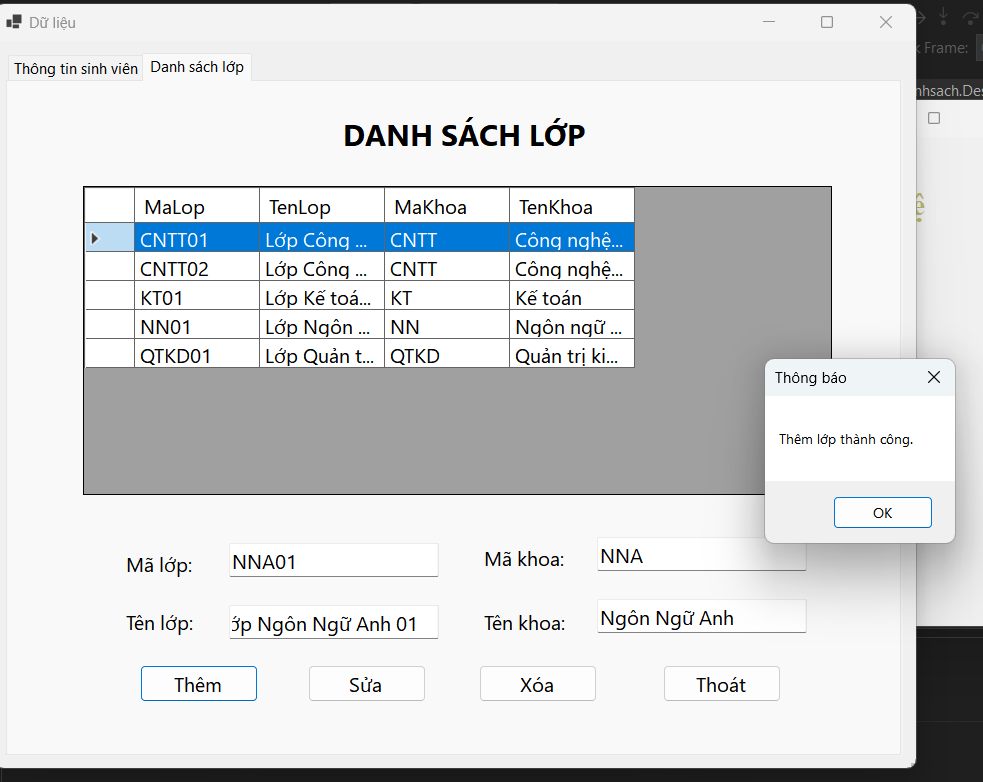 Dữ liệu
Frame:
Thông tin sinh viên Danh sách lớp
DANH SÁCH LỚP
MaLop TenLop MaKhoa TenKhoa
CNTT01 Lớp Công ... CNTT Công nghệ...
CNTT02 Lớp Công ... CNTT Công nghệ...
KT01 Lớp Kế toá... KT Kế toán
NN01 Lớp Ngôn ... NN Ngôn ngữ ...
QTKD01 Lớp Quản t... QTKD Quản trị ki...
Thông báo
Thêm lớp thành công.
OK
Mã lớp: NNA01 Mã khoa: NNA
Tên lớp: ớp Ngôn Ngữ Anh 01 Tên khoa: Ngôn Ngữ Anh
Thêm Sửa Xóa Thoát